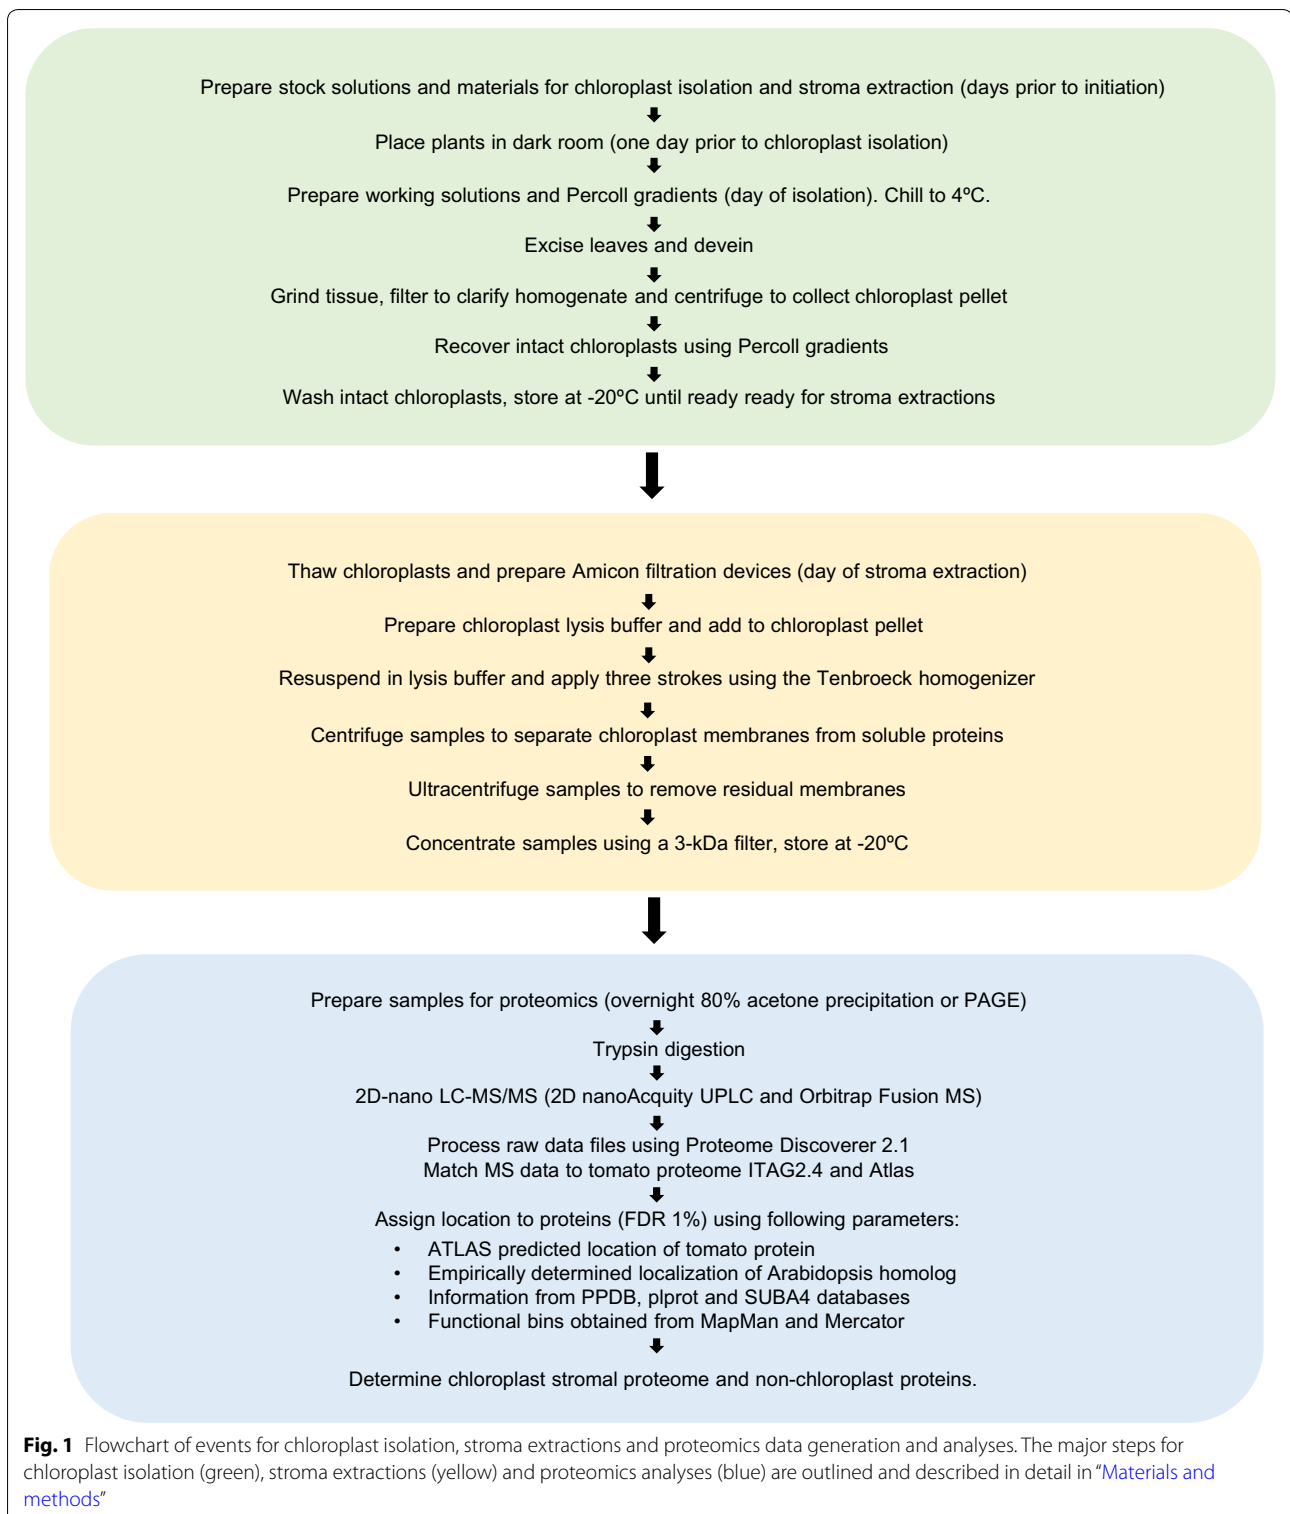 Prepare stock solutions and materials for chloroplast isolation and stroma extraction (days prior to initiation)
Place plants in dark room (one day prior to chloroplast isolation)
Prepare working solutions and Percoll gradients (day of isolation). Chill to 4ºC.
Excise leaves and devein
Grind tissue, filter to clarify homogenate and centrifuge to collect chloroplast pellet
Recover intact chloroplasts using Percoll gradients
Wash intact chloroplasts, store at -20ºC until ready ready for stroma extractions
Thaw chloroplasts and prepare Amicon filtration devices (day of stroma extraction)
Prepare chloroplast lysis buffer and add to chloroplast pellet
Resuspend in lysis buffer and apply three strokes using the Tenbroeck homogenizer
Centrifuge samples to separate chloroplast membranes from soluble proteins
Ultracentrifuge samples to remove residual membranes
Concentrate samples using a 3-kDa filter, store at -20ºC
Prepare samples for proteomics (overnight 80% acetone precipitation or PAGE)
Trypsin digestion
2D-nano LC-MS/MS (2D nanoAcquity UPLC and Orbitrap Fusion MS)
Process raw data files using Proteome Discoverer 2.1
Match MS data to tomato proteome ITAG2.4 and Atlas
Assign location to proteins (FDR 1%) using following parameters:
• ATLAS predicted location of tomato protein
• Empirically determined localization of Arabidopsis homolog
• Information from PPDB, plprot and SUBA4 databases
• Functional bins obtained from MapMan and Mercator
Determine chloroplast stromal proteome and non-chloroplast proteins.
Fig. 1 Flowchart of events for chloroplast isolation, stroma extractions and proteomics data generation and analyses. The major steps for
chloroplast isolation (green), stroma extractions (yellow) and proteomics analyses (blue) are outlined and described in detail in “Materials and
methods”